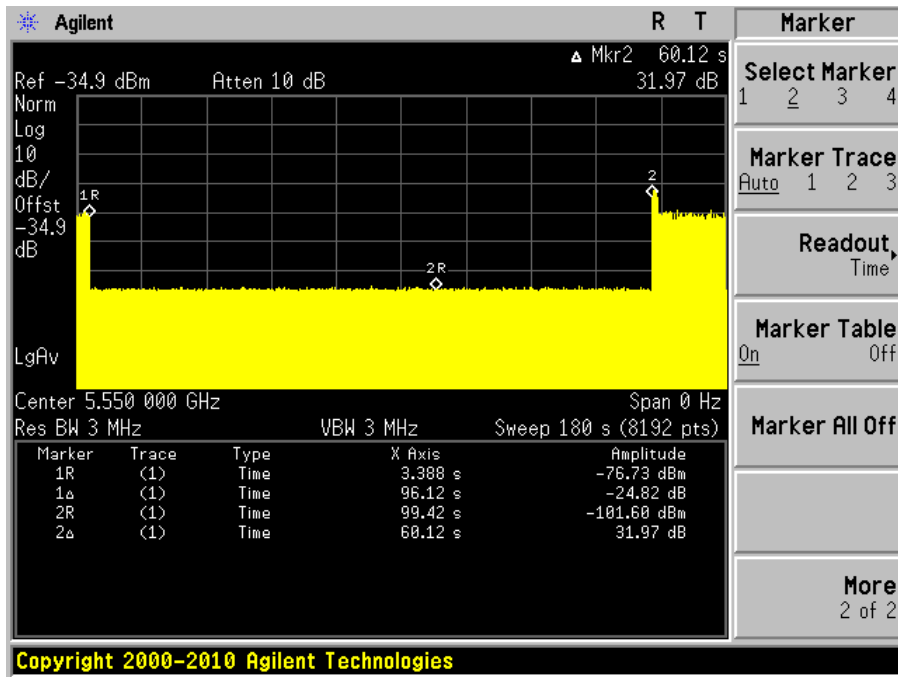 Agilent R T
Δ Mkr2 60.12 s
Ref -34.9 dBm Atten 10 dB 31.97 dB
Norm
Log
10
dB/
Offst
-34.9
dB
1R
2
2R
LgAv
Center 5.550 000 GHz Span 0 Hz
Res BW 3 MHz VBW 3 MHz Sweep 180 s (8192 pts)
Marker Trace Type X Axis Amplitude
1R (1) Time 3.388 s -76.73 dBm
1Δ (1) Time 96.12 s -24.82 dB
2R (1) Time 99.42 s -101.60 dBm
2Δ (1) Time 60.12 s 31.97 dB
Marker
Select Marker
1 2 3 4
Marker Trace
Auto 1 2 3
Readout
Time
Marker Table
On Off
Marker All Off
More
2 of 2
Copyright 2000-2010 Agilent Technologies